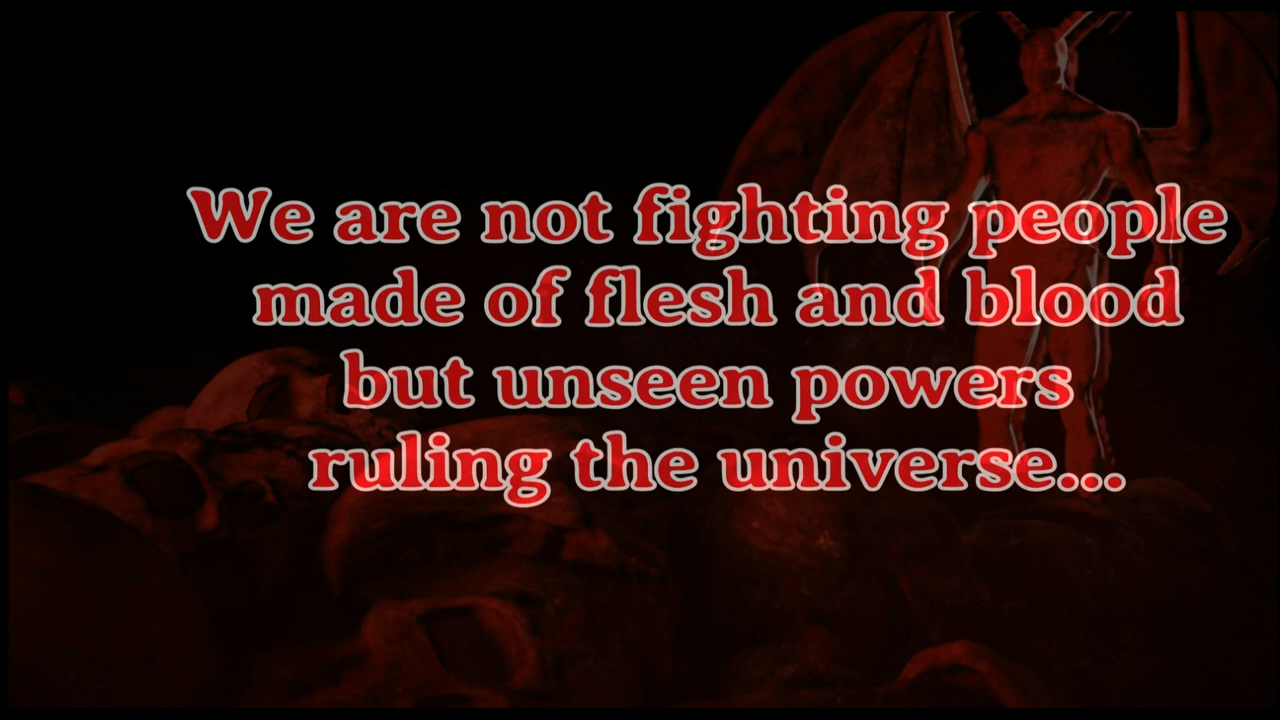 We are not fighting people
made of flesh and blood
but unseen powers
ruling the universe...